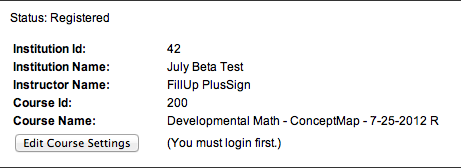 Status: Registered
Institution Id: 42
Institution Name: July Beta Test
Instructor Name: FillUp PlusSign
Course Id: 200
Course Name: Developmental Math - ConceptMap - 7-25-2012 R
Edit Course Settings (You must login first.)